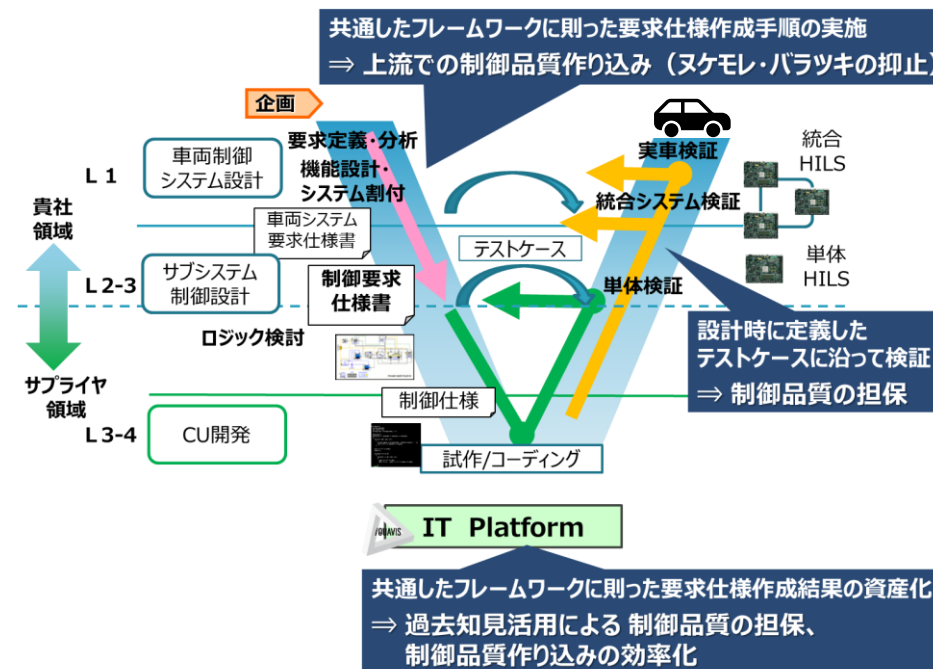 共通したフレームワークに則った要求仕様作成手順の実施
⇒ 上流での制御品質作り込み（ヌケモレ・バラツキの抑止）
企画
要求定義・分析
機能設計・
システム割付
実車検証
統合システム検証
統合
HILS
L 1
車両制御
システム設計
貴社
領域
車両システム
要求仕様書
テストケース
単体
HILS
L 2-3
サブシステム
制御設計
制御要求
仕様書
単体検証
ロジック検討
設計時に定義した
テストケースに沿って検証
⇒ 制御品質の担保
サプライヤ
領域
制御仕様
L 3-4
CU開発
試作/コーディング
IT Platform
共通したフレームワークに則った要求仕様作成結果の資産化
⇒ 過去知見活用による 制御品質の担保、
制御品質作り込みの効率化